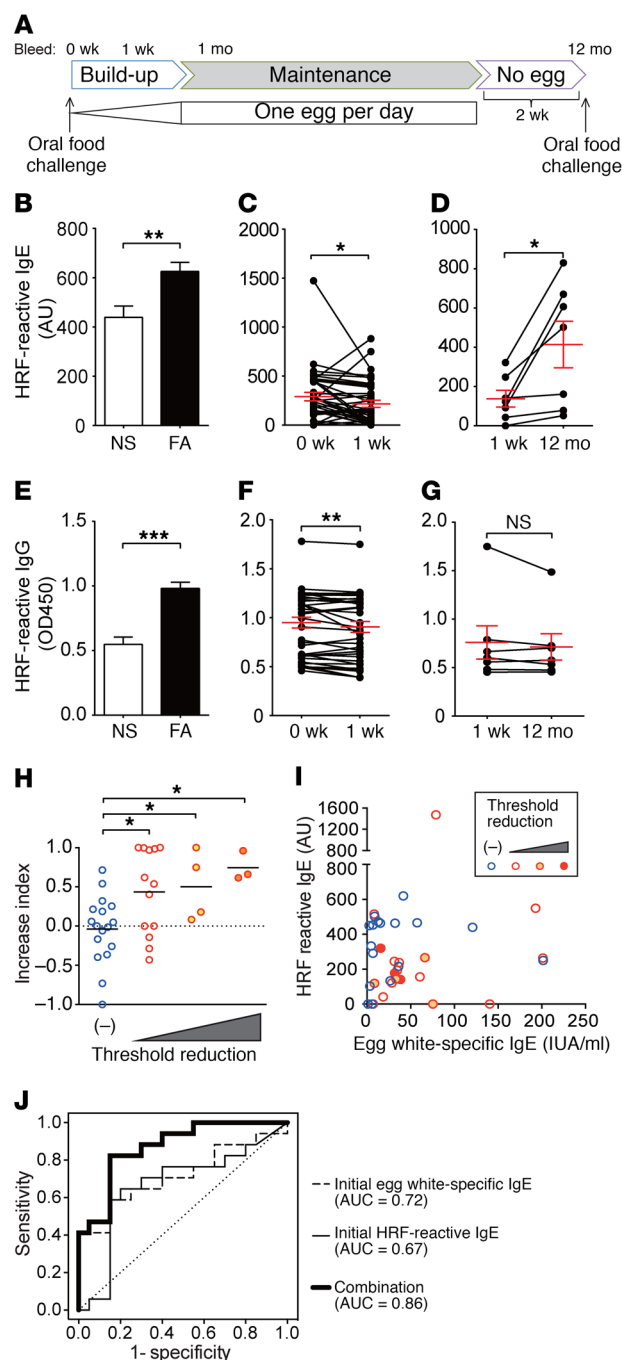 A
Bleed: 0 wk 1 wk 1 mo 12 mo
Build-up Maintenance No egg
One egg per day 2 wk
Oral food challenge
Oral food challenge
B
HRF-reactive IgE (AU)
800
600
400
200
0
**
NS FA
C
2000
1500
1000
500
0
*
0 wk 1 wk
D
1000
800
600
400
200
0
*
1 wk 12 mo
E
HRF-reactive IgG (OD450)
1.5
1.0
0.5
0.0
***
NS FA
F
2.0
1.5
1.0
0.5
0
**
0 wk 1 wk
G
2.0
1.5
1.0
0.5
0
NS
1 wk 12 mo
H
*
*
*
Increase index
1.0
0.5
0.0
–0.5
–1.0
(–)
Threshold reduction
I
HRF reactive IgE (AU)
1600
1200
800
600
400
200
0
0 50 100 150 200 250
Egg white-specific IgE (IUA/ml)
Threshold
reduction
(–)
J
Sensitivity
1.0
0.8
0.6
0.4
0.2
0.0
0.0 0.2 0.4 0.6 0.8 1.0
1- specificity
Initial egg white-specific IgE
(AUC = 0.72)
Initial HRF-reactive IgE
(AUC = 0.67)
Combination
(AUC = 0.86)